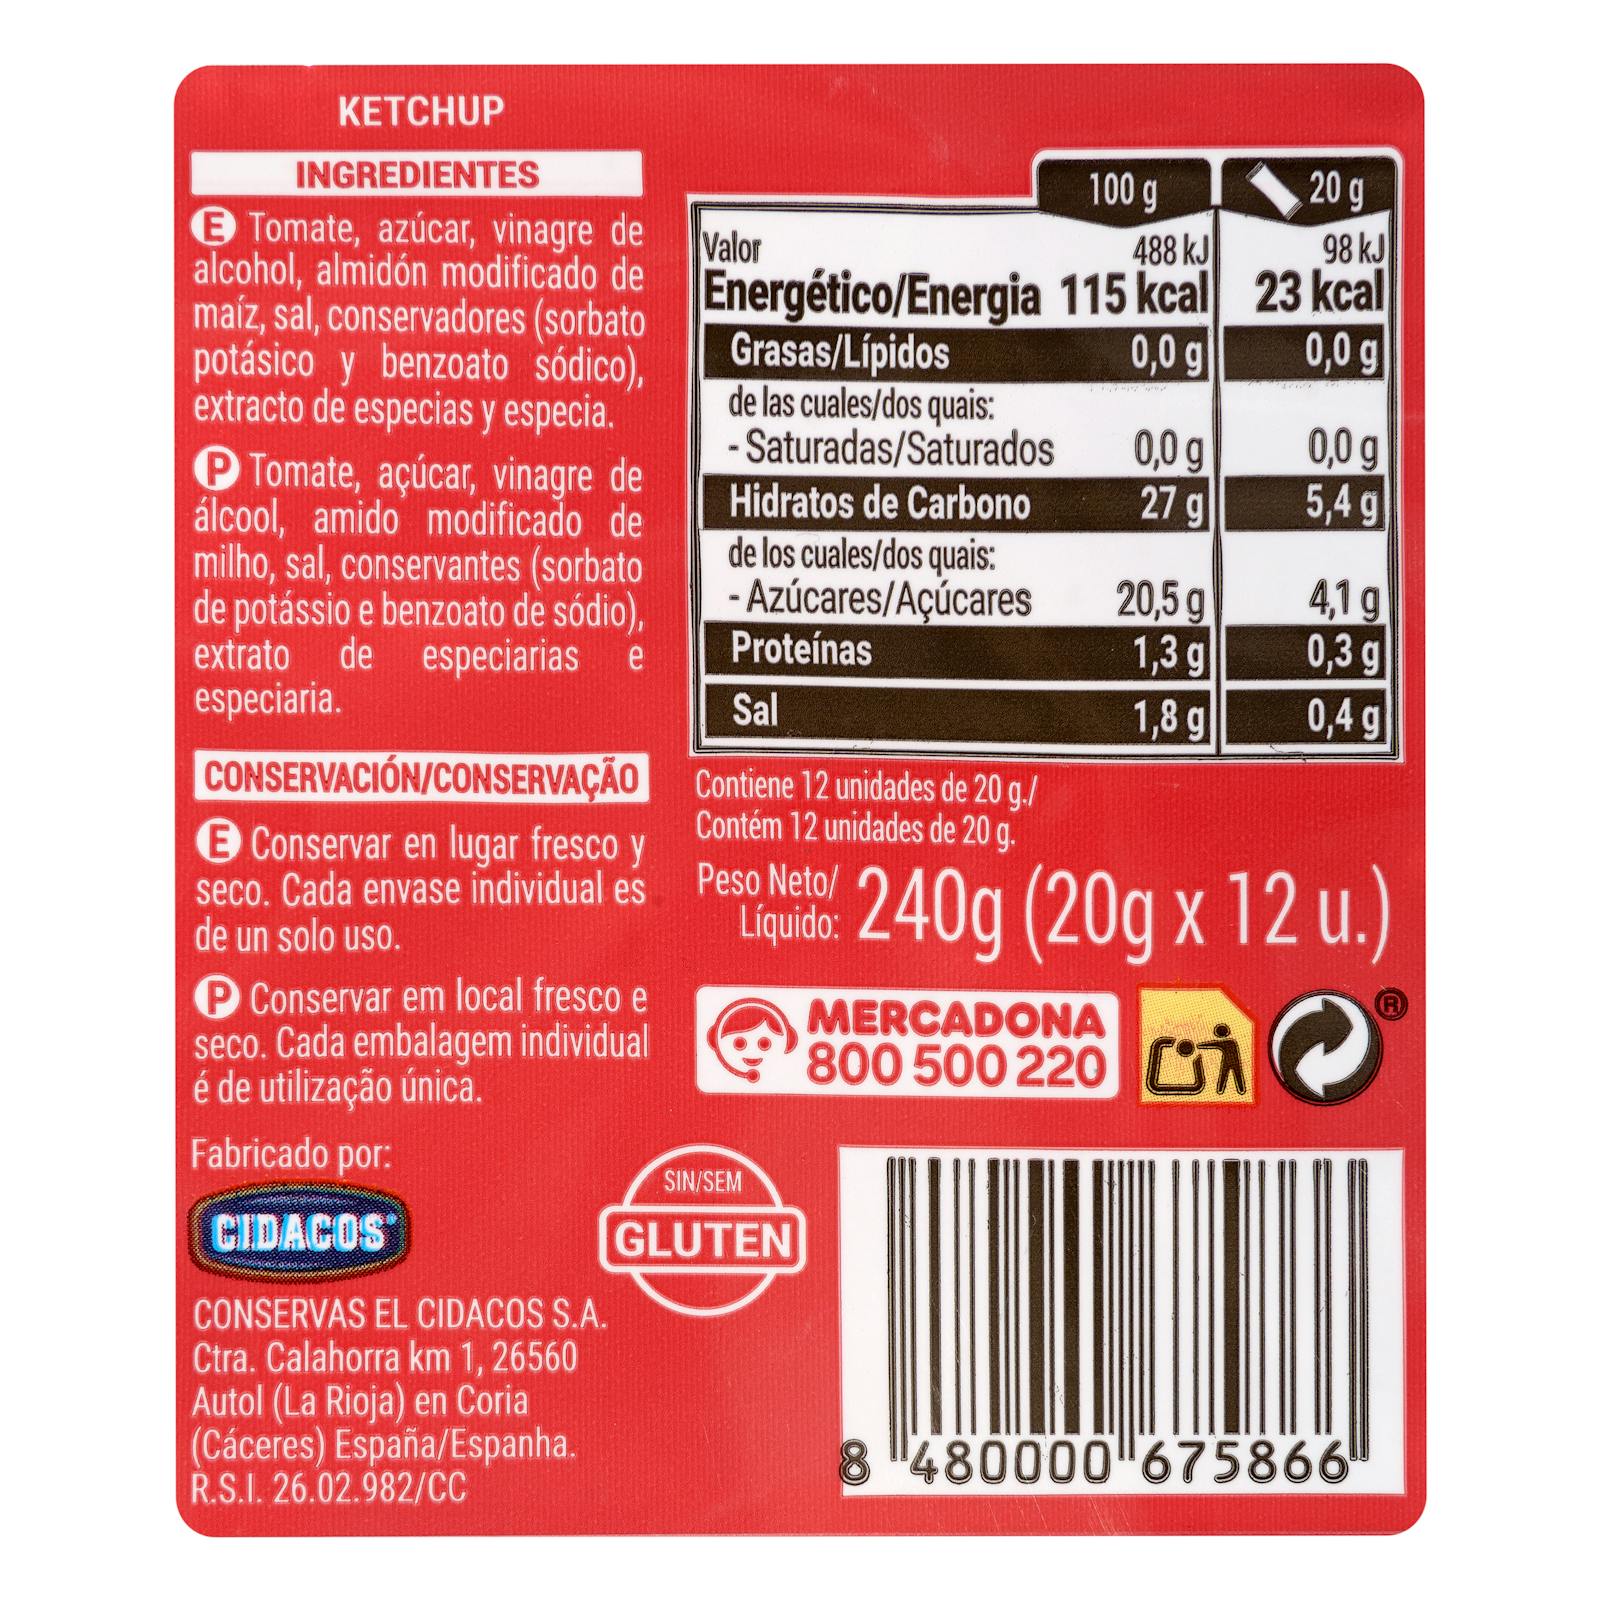 KETCHUP
INGREDIENTES
E Tomate, azúcar, vinagre de
alcohol, almidón modificado de
maíz, sal, conservadores (sorbato
potásico y benzoato sódico),
extracto de especias y especia.
P Tomate, açúcar, vinagre de
álcool, amido modificado de
milho, sal, conservantes (sorbato
de potássio e benzoato de sódio),
extrato de especiarias e
especiaria.
CONSERVACIÓN/CONSERVAÇÃO
E Conservar en lugar fresco y
seco. Cada envase individual es
de un solo uso.
P Conservar em local fresco e
seco. Cada embalagem individual
é de utilização única.
Fabricado por:
CIDACOS
CONSERVAS EL CIDACOS S.A.
Ctra. Calahorra km 1, 26560
Autol (La Rioja) en Coria
(Cáceres) España/Espanha.
R.S.I. 26.02.982/CC
SIN/SEM
GLUTEN
100 g 20 g
Valor 488 kJ 98 kJ
Energético/Energia 115 kcal 23 kcal
Grasas/Lípidos 0,0 g 0,0 g
de las cuales/dos quais:
- Saturadas/Saturados 0,0 g 0,0 g
Hidratos de Carbono 27 g 5,4 g
de los cuales/dos quais:
- Azúcares/Açúcares 20,5 g 4,1 g
Proteínas 1,3 g 0,3 g
Sal 1,8 g 0,4 g
Contiene 12 unidades de 20 g./
Contém 12 unidades de 20 g.
Peso Neto/
Líquido: 240g (20g x 12 u.)
MERCADONA
800 500 220
®
8 480000 675866